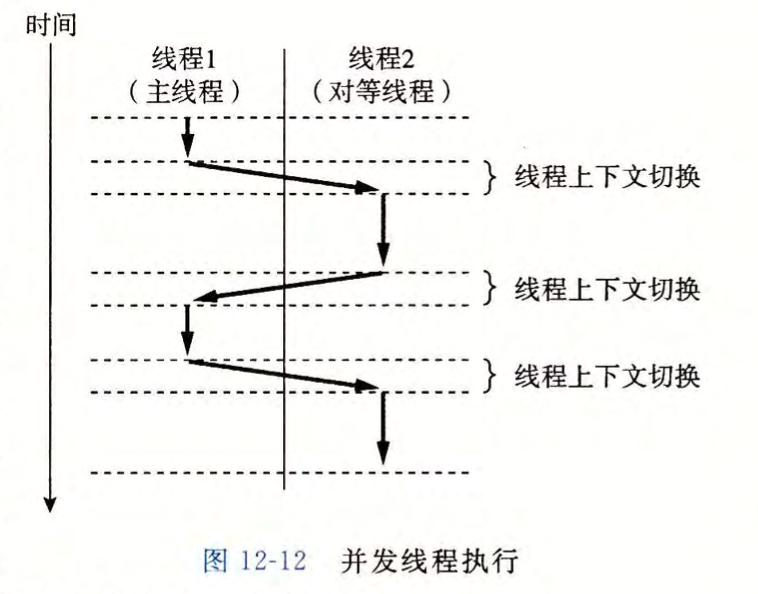 时间
线程1
（主线程）
线程2
（对等线程）
线程上下文切换
线程上下文切换
线程上下文切换
图 12-12 并发线程执行